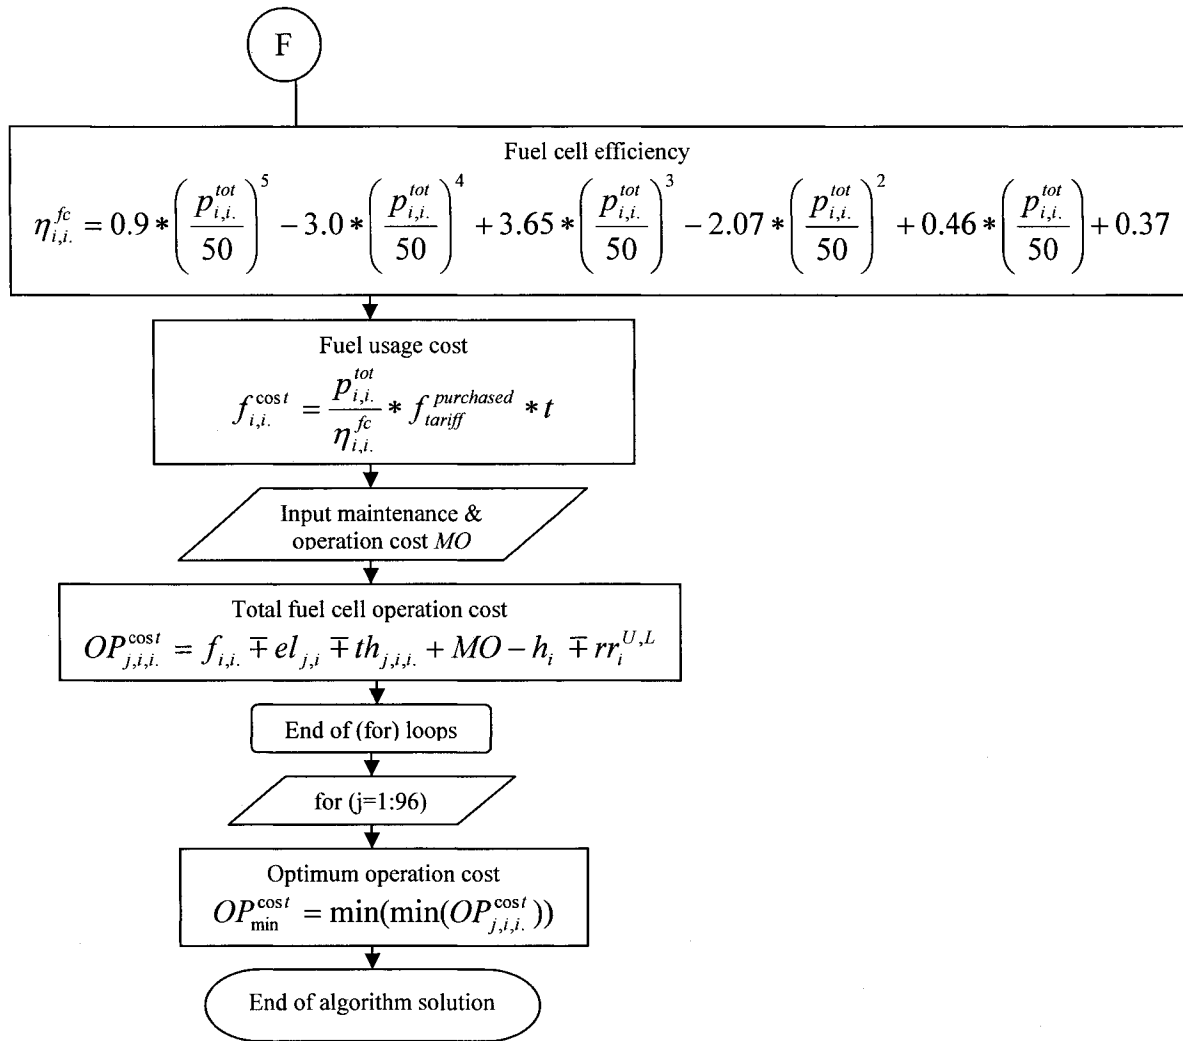 F
Fuel cell efficiency
η_{i,i.}^{fc} = 0.9 * (p_{i,i.}^{tot} / 50)^5 − 3.0 * (p_{i,i.}^{tot} / 50)^4 + 3.65 * (p_{i,i.}^{tot} / 50)^3 − 2.07 * (p_{i,i.}^{tot} / 50)^2 + 0.46 * (p_{i,i.}^{tot} / 50) + 0.37
Fuel usage cost
f_{i,i.}^{cost} = p_{i,i.}^{tot} / η_{i,i.}^{fc} * f_{tariff}^{purchased} * t
Input maintenance &
operation cost MO
Total fuel cell operation cost
OP_{j,i,i.}^{cost} = f_{i,i.} ∓ el_{j,i} ∓ th_{j,i,i.} + MO − h_i ∓ rr_i^{U,L}
End of (for) loops
for (j=1:96)
Optimum operation cost
OP_{min}^{cost} = min(min(OP_{j,i,i.}^{cost}))
End of algorithm solution